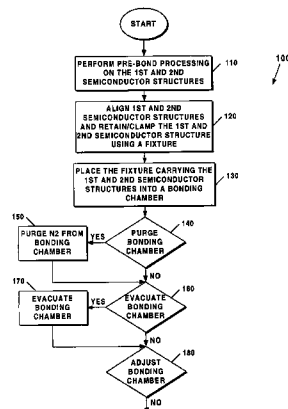 START
100
PERFORM PRE-BOND PROCESSING
ON THE 1ST AND 2ND
SEMICONDUCTOR STRUCTURES
110
ALIGN 1ST AND 2ND
SEMICONDUCTOR STRUCTURES
AND RETAIN/CLAMP THE 1ST AND
2ND SEMICONDUCTOR STRUCTURE
USING A FIXTURE
120
PLACE THE FIXTURE CARRYING THE
1ST AND 2ND SEMICONDUCTOR
STRUCTURES INTO A BONDING
CHAMBER
130
150
PURGE N2 FROM
BONDING
CHAMBER
YES
PURGE
BONDING
CHAMBER
140
NO
170
EVACUATE
BONDING
CHAMBER
YES
EVACUATE
BONDING
CHAMBER
160
NO
ADJUST
BONDING
CHAMBER
180
NO